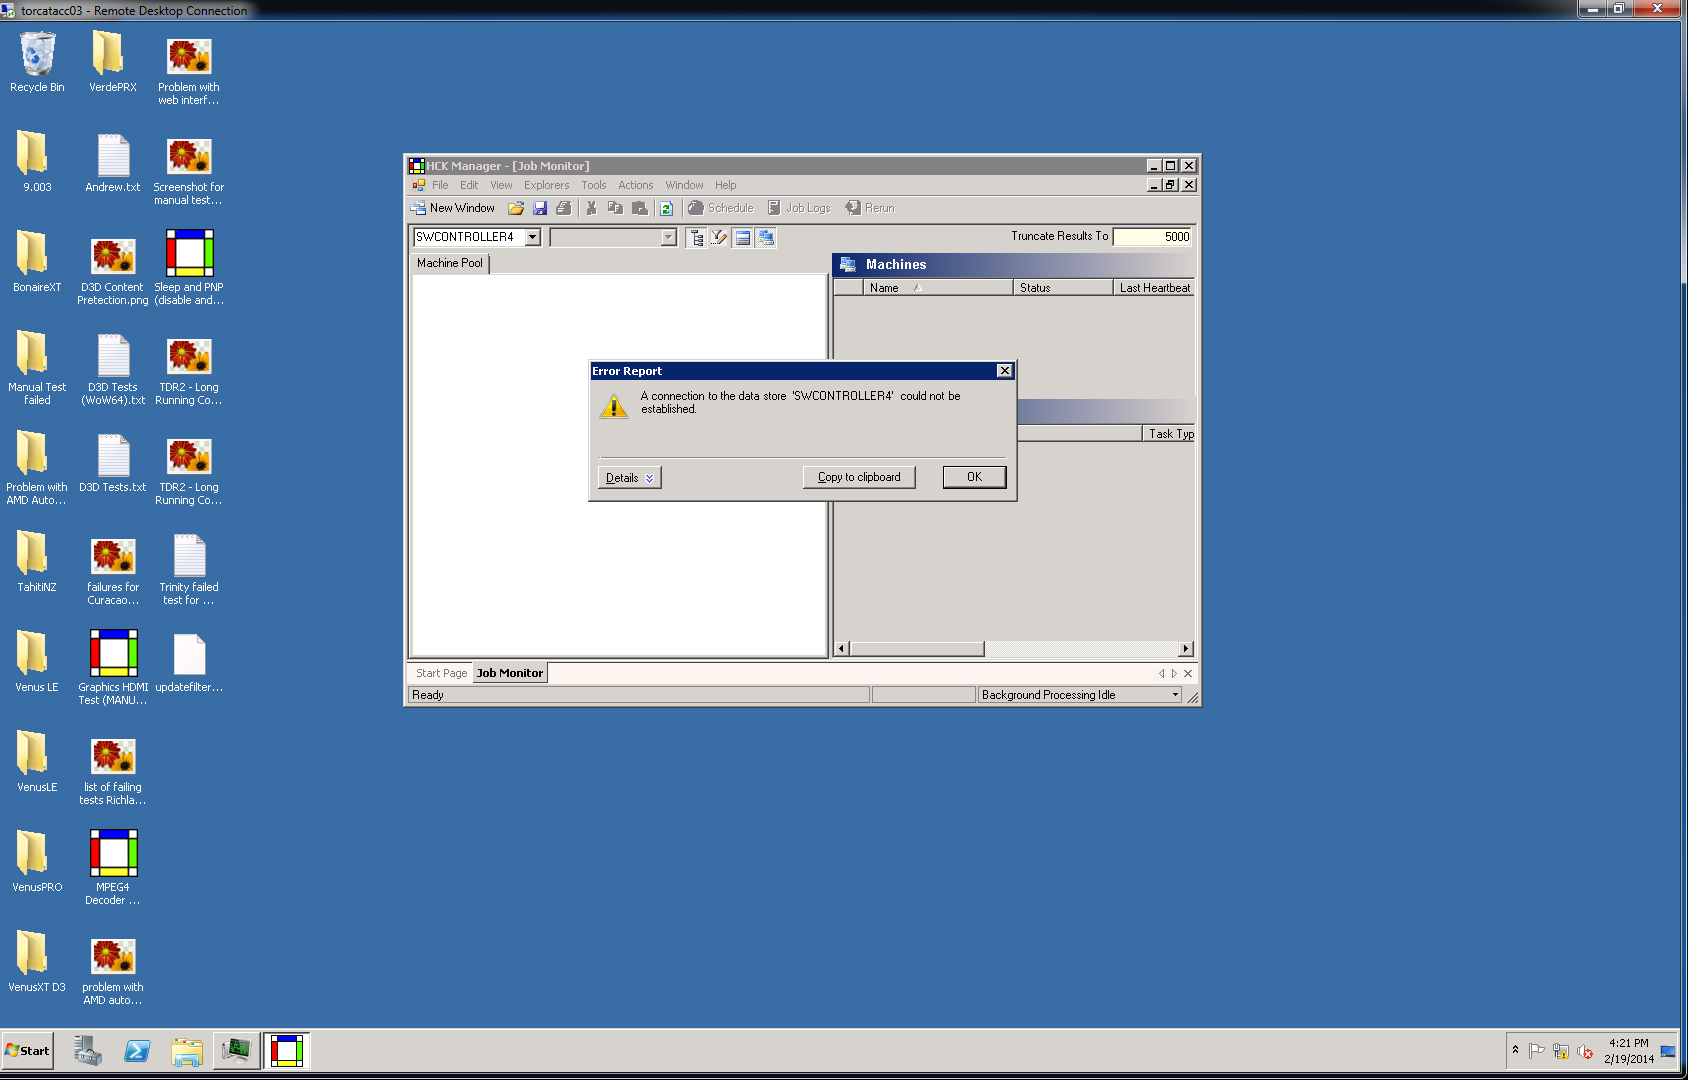 torcatacc03 - Remote Desktop Connection
Recycle Bin
VerdePRX
Problem with
web interf...
9.003
Andrew.txt
Screenshot for
manual test...
BonaireXT
D3D Content
Pretection.png
Sleep and PNP
(disable and...
Manual Test
failed
D3D Tests
(WoW64).txt
TDR2 - Long
Running Co...
Problem with
AMD Auto...
D3D Tests.txt
TDR2 - Long
Running Co...
TahitiNZ
failures for
Curacao...
Trinity failed
test for ...
Venus LE
Graphics HDMI
Test (MANU...
updatefilter...
VenusLE
list of failing
tests Richla...
VenusPRO
MPEG4
Decoder ...
VenusXT D3
problem with
AMD auto...
HCK Manager - [Job Monitor]
File Edit View Explorers Tools Actions Window Help
New Window Schedule Job Logs Rerun
SWCONTROLLER4
Truncate Results To 5000
Machine Pool
Machines
Name Status Last Heartbeat
Task Typ
Error Report
A connection to the data store 'SWCONTROLLER4' could not be
established.
Details Copy to clipboard OK
Start Page Job Monitor
Ready Background Processing Idle
Start
4:21 PM
2/19/2014